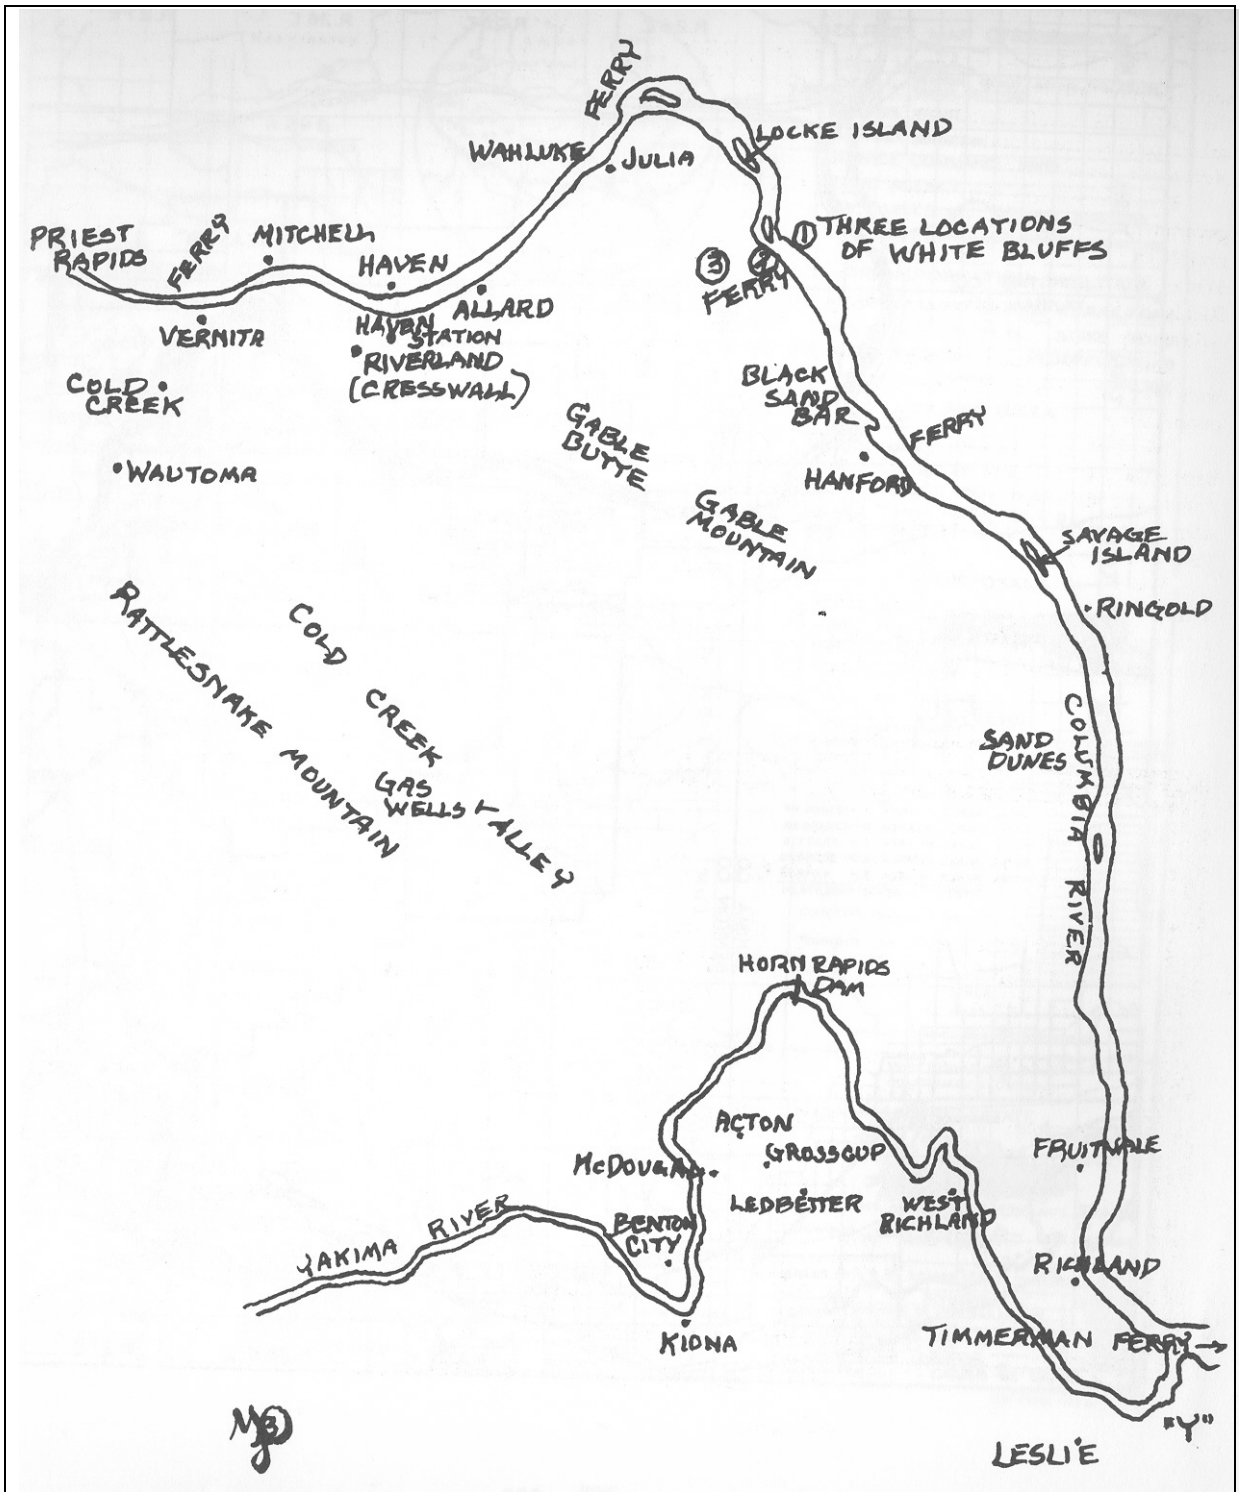 FERRY
LOCKE ISLAND
WAHLUKE
JULIA
PRIEST
RAPIDS
FERRY
MITCHELL
HAVEN
1
THREE LOCATIONS
OF WHITE BLUFFS
3
2
FERRY
ALLARD
VERNITA
HAVEN
STATION
RIVERLAND
(CRESSWALL)
COLD
CREEK
BLACK
SAND
BAR
FERRY
GABLE
BUTTE
WAUTOMA
HANFORD
GABLE
MOUNTAIN
SAVAGE
ISLAND
RINGOLD
RATTLESNAKE MOUNTAIN
COLD CREEK VALLEY
GAS
WELLS
SAND
DUNES
COLUMBIA RIVER
HORN RAPIDS
DAM
ACTON
GROSSCUP
FRUITVALE
McDOUGAL
LEDBETTER
WEST
RICHLAND
YAKIMA RIVER
BENTON
CITY
RICHLAND
KIONA
TIMMERMAN FERRY
"Y"
LESLIE